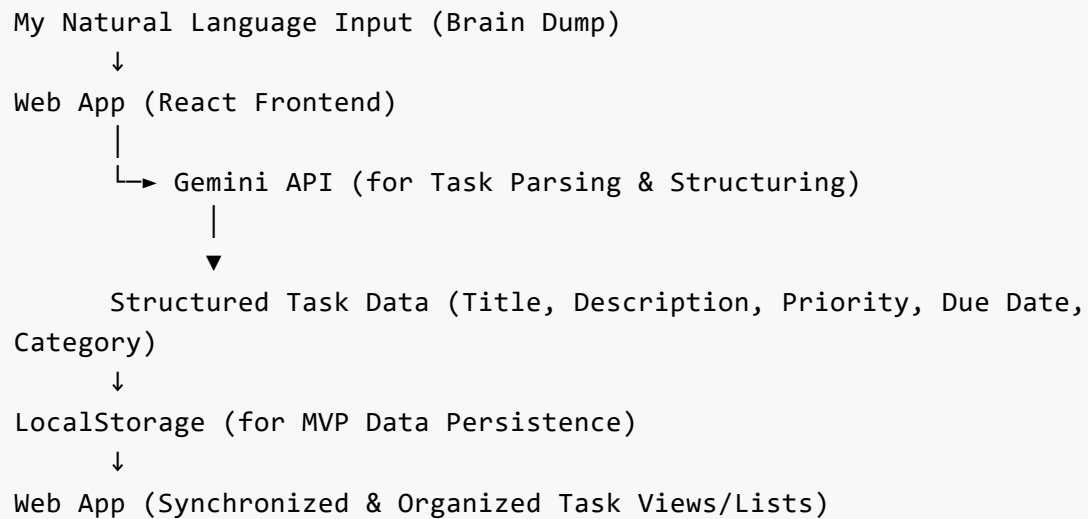 My Natural Language Input (Brain Dump)
↓
Web App (React Frontend)
│
└─► Gemini API (for Task Parsing & Structuring)
│
▼
Structured Task Data (Title, Description, Priority, Due Date,
Category)
↓
LocalStorage (for MVP Data Persistence)
↓
Web App (Synchronized & Organized Task Views/Lists)